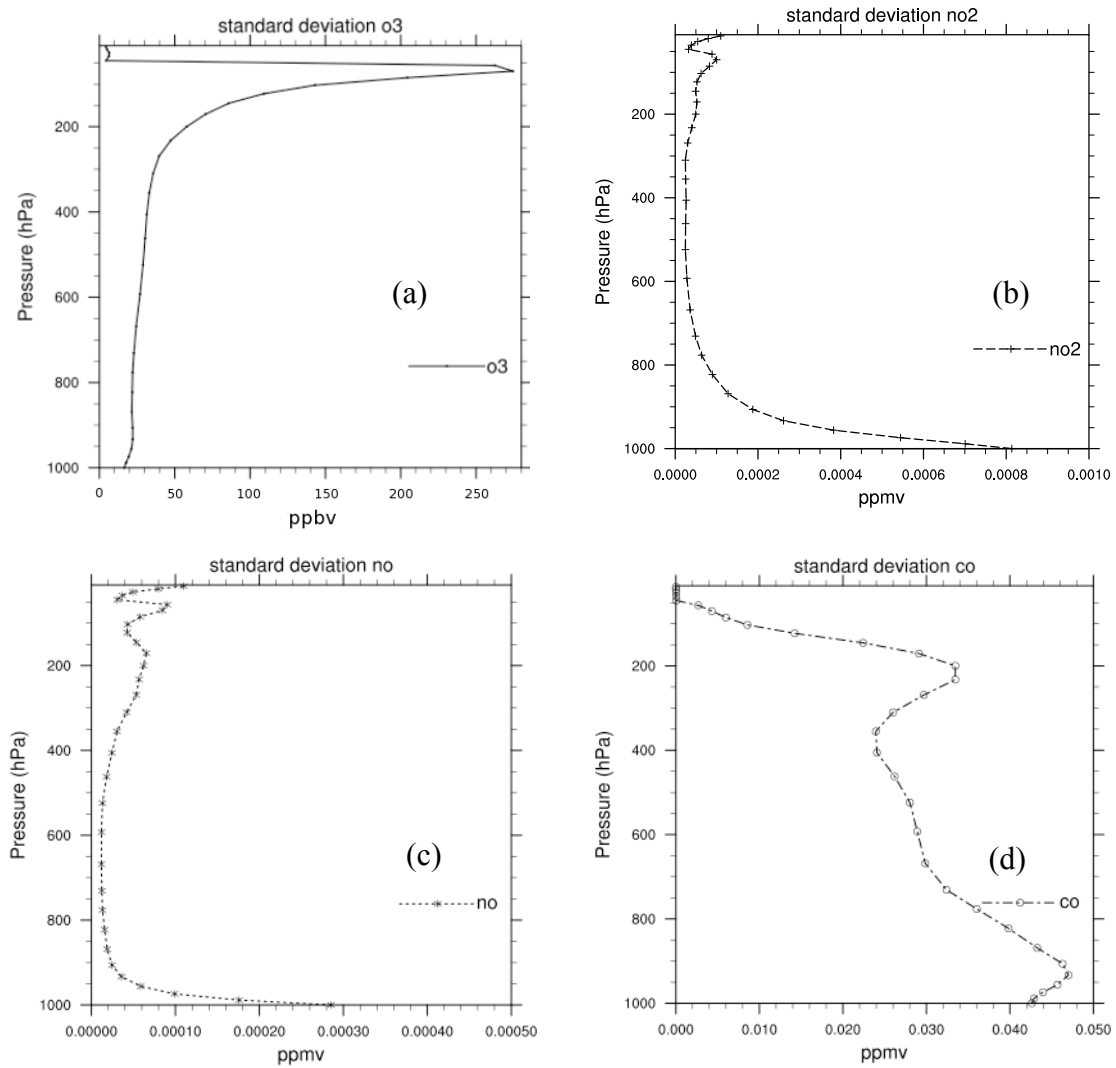 standard deviation o3
Pressure (hPa)
200
400
600
800
1000
0 50 100 150 200 250
ppbv
(a)
o3
standard deviation no2
Pressure (hPa)
200
400
600
800
1000
0.0000 0.0002 0.0004 0.0006 0.0008 0.0010
ppmv
(b)
no2
standard deviation no
Pressure (hPa)
200
400
600
800
1000
0.00000 0.00010 0.00020 0.00030 0.00040 0.00050
ppmv
(c)
no
standard deviation co
Pressure (hPa)
200
400
600
800
1000
0.000 0.010 0.020 0.030 0.040 0.050
ppmv
(d)
co